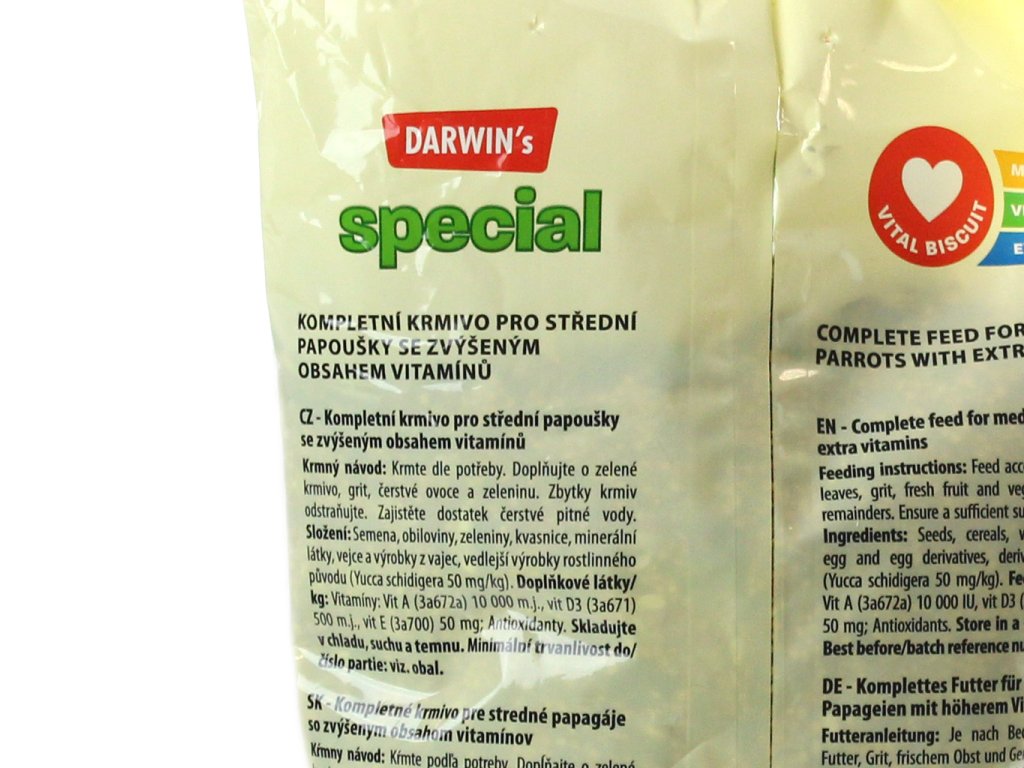 DARWIN's
special
KOMPLETNÍ KRMIVO PRO STŘEDNÍ
PAPOUŠKY SE ZVÝŠENÝM
OBSAHEM VITAMÍNŮ
CZ - Kompletní krmivo pro střední papoušky
se zvýšeným obsahem vitamínů
Krmný návod: Krmte dle potřeby. Doplňujte o zelené
krmivo, grit, čerstvé ovoce a zeleninu. Zbytky krmiv
odstraňujte. Zajistěte dostatek čerstvé pitné vody.
Složení: Semena, obiloviny, zeleniny, kvasnice, minerální
látky, vejce a výrobky z vajec, vedlejší výrobky rostlinného
původu (Yucca schidigera 50 mg/kg). Doplňkové látky/
kg: Vitamíny: Vit A (3a672a) 10 000 m.j., vit D3 (3a671)
500 m.j., vit E (3a700) 50 mg; Antioxidanty. Skladujte
v chladu, suchu a temnu. Minimální trvanlivost do/
číslo partie: viz. obal.
SK - Kompletné krmivo pre stredné papagáje
so zvýšeným obsahom vitamínov
Kŕmny návod: Kŕmte podľa potreby. Dopĺňajte o zelené
VITAL BISCUIT
COMPLETE FEED FOR
PARROTS WITH EXTR
EN - Complete feed for med
extra vitamins
Feeding instructions: Feed acc
leaves, grit, fresh fruit and veg
remainders. Ensure a sufficient su
Ingredients: Seeds, cereals, v
egg and egg derivatives, deriv
(Yucca schidigera 50 mg/kg). Fe
Vit A (3a672a) 10 000 IU, vit D3 (
50 mg; Antioxidants. Store in a
Best before/batch reference nu
DE - Komplettes Futter für
Papageien mit höherem Vi
Futteranleitung: Je nach Bed
Futter, Grit, frischem Obst und Ge